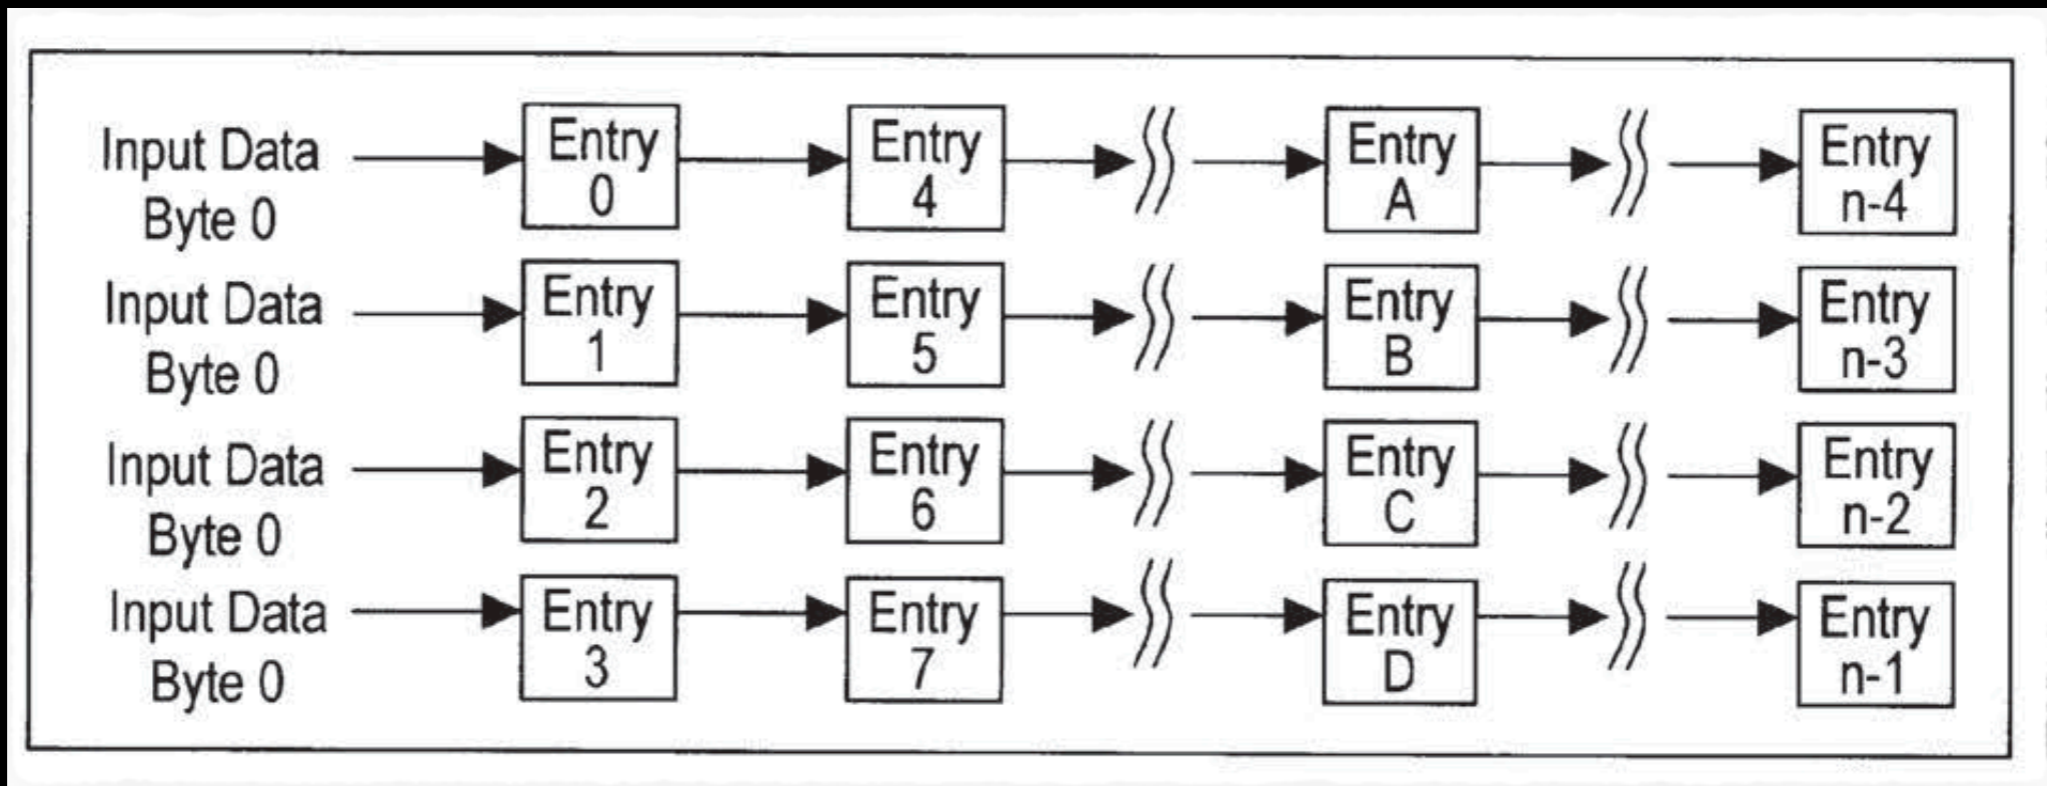 Input Data
Byte 0
Entry
0
Entry
4
Entry
A
Entry
n-4
Input Data
Byte 0
Entry
1
Entry
5
Entry
B
Entry
n-3
Input Data
Byte 0
Entry
2
Entry
6
Entry
C
Entry
n-2
Input Data
Byte 0
Entry
3
Entry
7
Entry
D
Entry
n-1